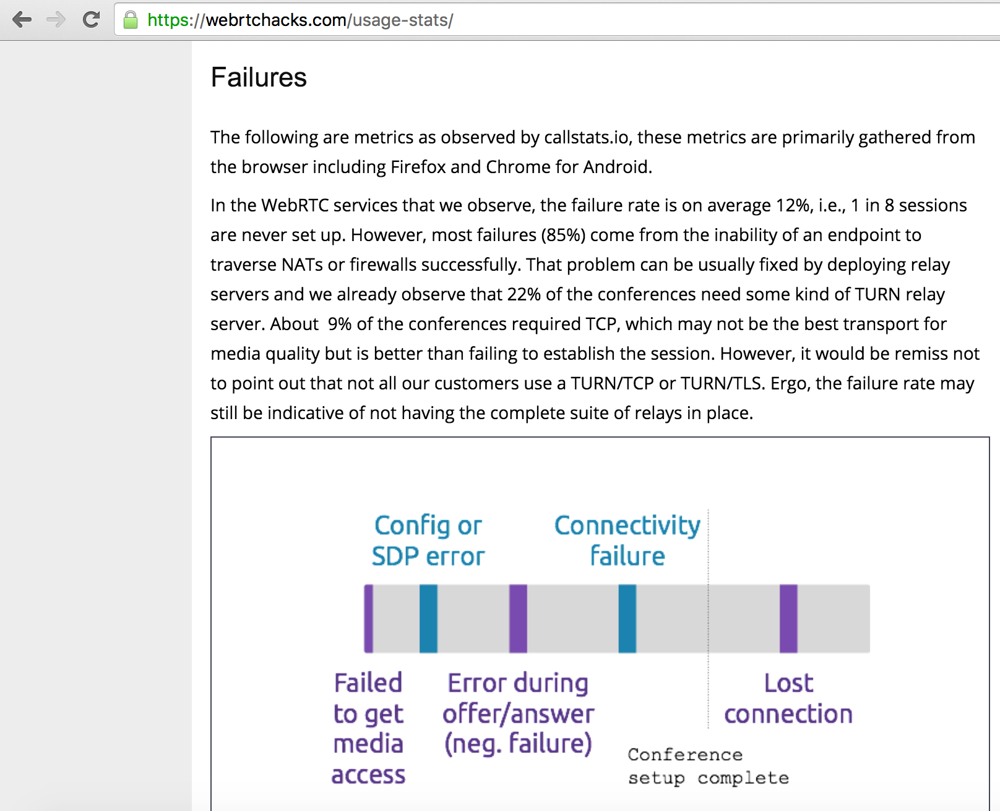 https://webrtchacks.com/usage-stats/
Failures
The following are metrics as observed by callstats.io, these metrics are primarily gathered from
the browser including Firefox and Chrome for Android.
In the WebRTC services that we observe, the failure rate is on average 12%, i.e., 1 in 8 sessions
are never set up. However, most failures (85%) come from the inability of an endpoint to
traverse NATs or firewalls successfully. That problem can be usually fixed by deploying relay
servers and we already observe that 22% of the conferences need some kind of TURN relay
server. About  9% of the conferences required TCP, which may not be the best transport for
media quality but is better than failing to establish the session. However, it would be remiss not
to point out that not all our customers use a TURN/TCP or TURN/TLS. Ergo, the failure rate may
still be indicative of not having the complete suite of relays in place.
Config or
SDP error
Connectivity
failure
Failed
to get
media
access
Error during
offer/answer
(neg. failure)
Lost
connection
Conference
setup complete